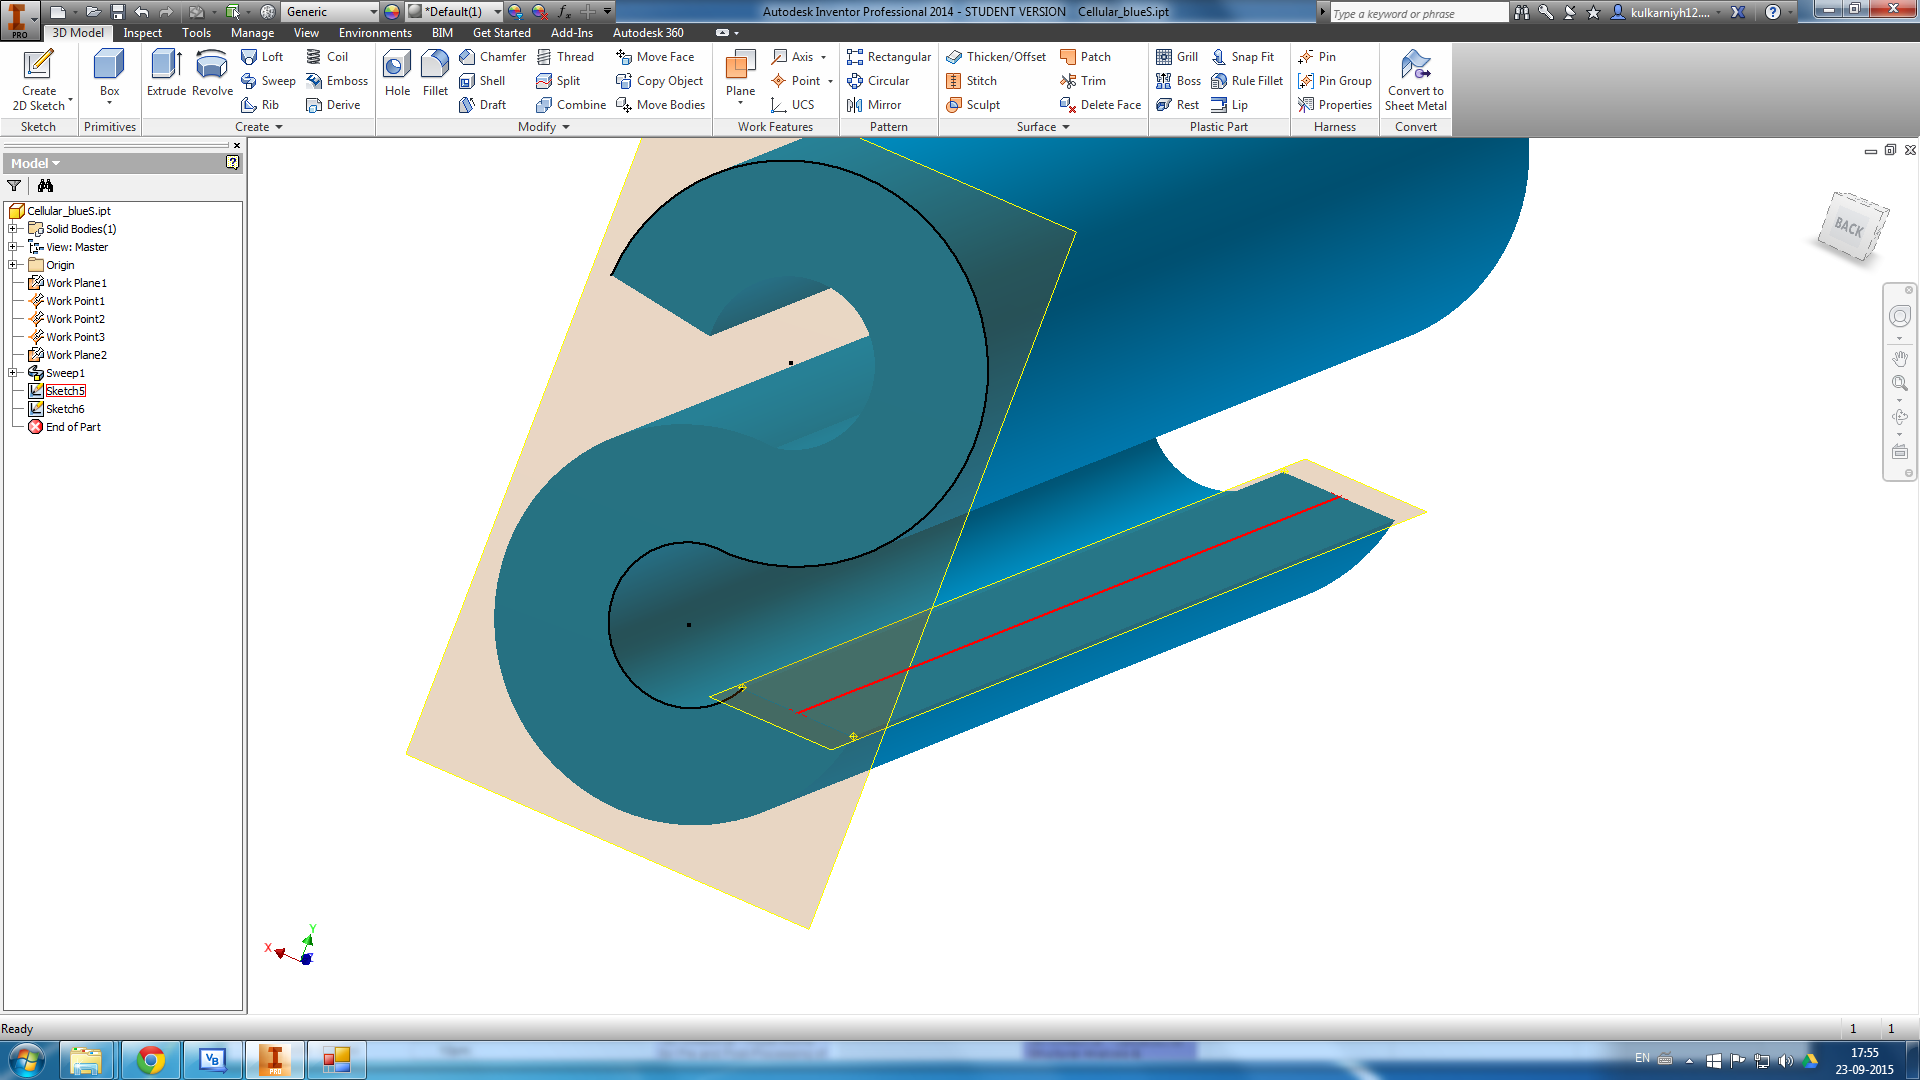 Generic
*Default(1)
Autodesk Inventor Professional 2014 - STUDENT VERSION Cellular_blueS.ipt
Type a keyword or phrase
kulkarniyh12....
PRO
3D Model Inspect Tools Manage View Environments BIM Get Started Add-Ins Autodesk 360
Create
2D Sketch
Box
Extrude
Revolve
Loft
Sweep
Rib
Coil
Emboss
Derive
Hole
Fillet
Chamfer
Shell
Draft
Thread
Split
Combine
Move Face
Copy Object
Move Bodies
Plane
Axis
Point
UCS
Rectangular
Circular
Mirror
Thicken/Offset
Stitch
Sculpt
Patch
Trim
Delete Face
Grill
Boss
Rest
Snap Fit
Rule Fillet
Lip
Pin
Pin Group
Properties
Convert to
Sheet Metal
Sketch Primitives Create Modify Work Features Pattern Surface Plastic Part Harness Convert
Model
Cellular_blueS.ipt
Solid Bodies(1)
View: Master
Origin
Work Plane1
Work Point1
Work Point2
Work Point3
Work Plane2
Sweep1
Sketch5
Sketch6
End of Part
BACK
Y
X
Ready
1 1
VB
PRO
EN
17:55
23-09-2015